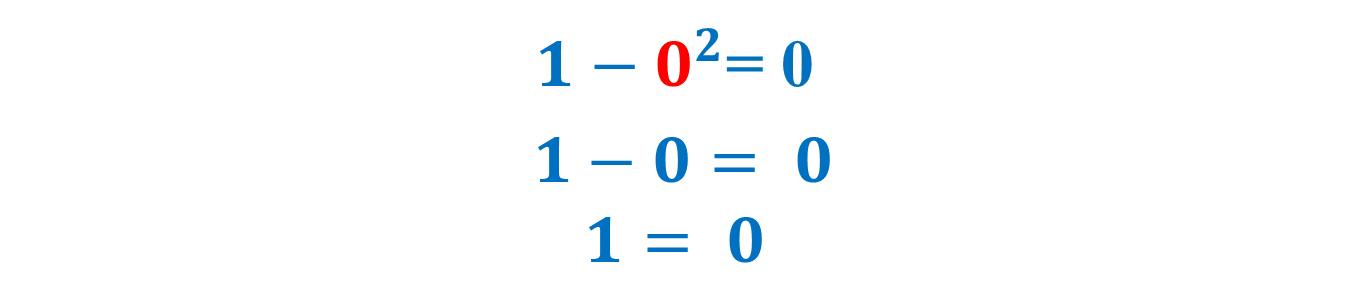 1 − 0²= 0
1 − 0 = 0
1 = 0